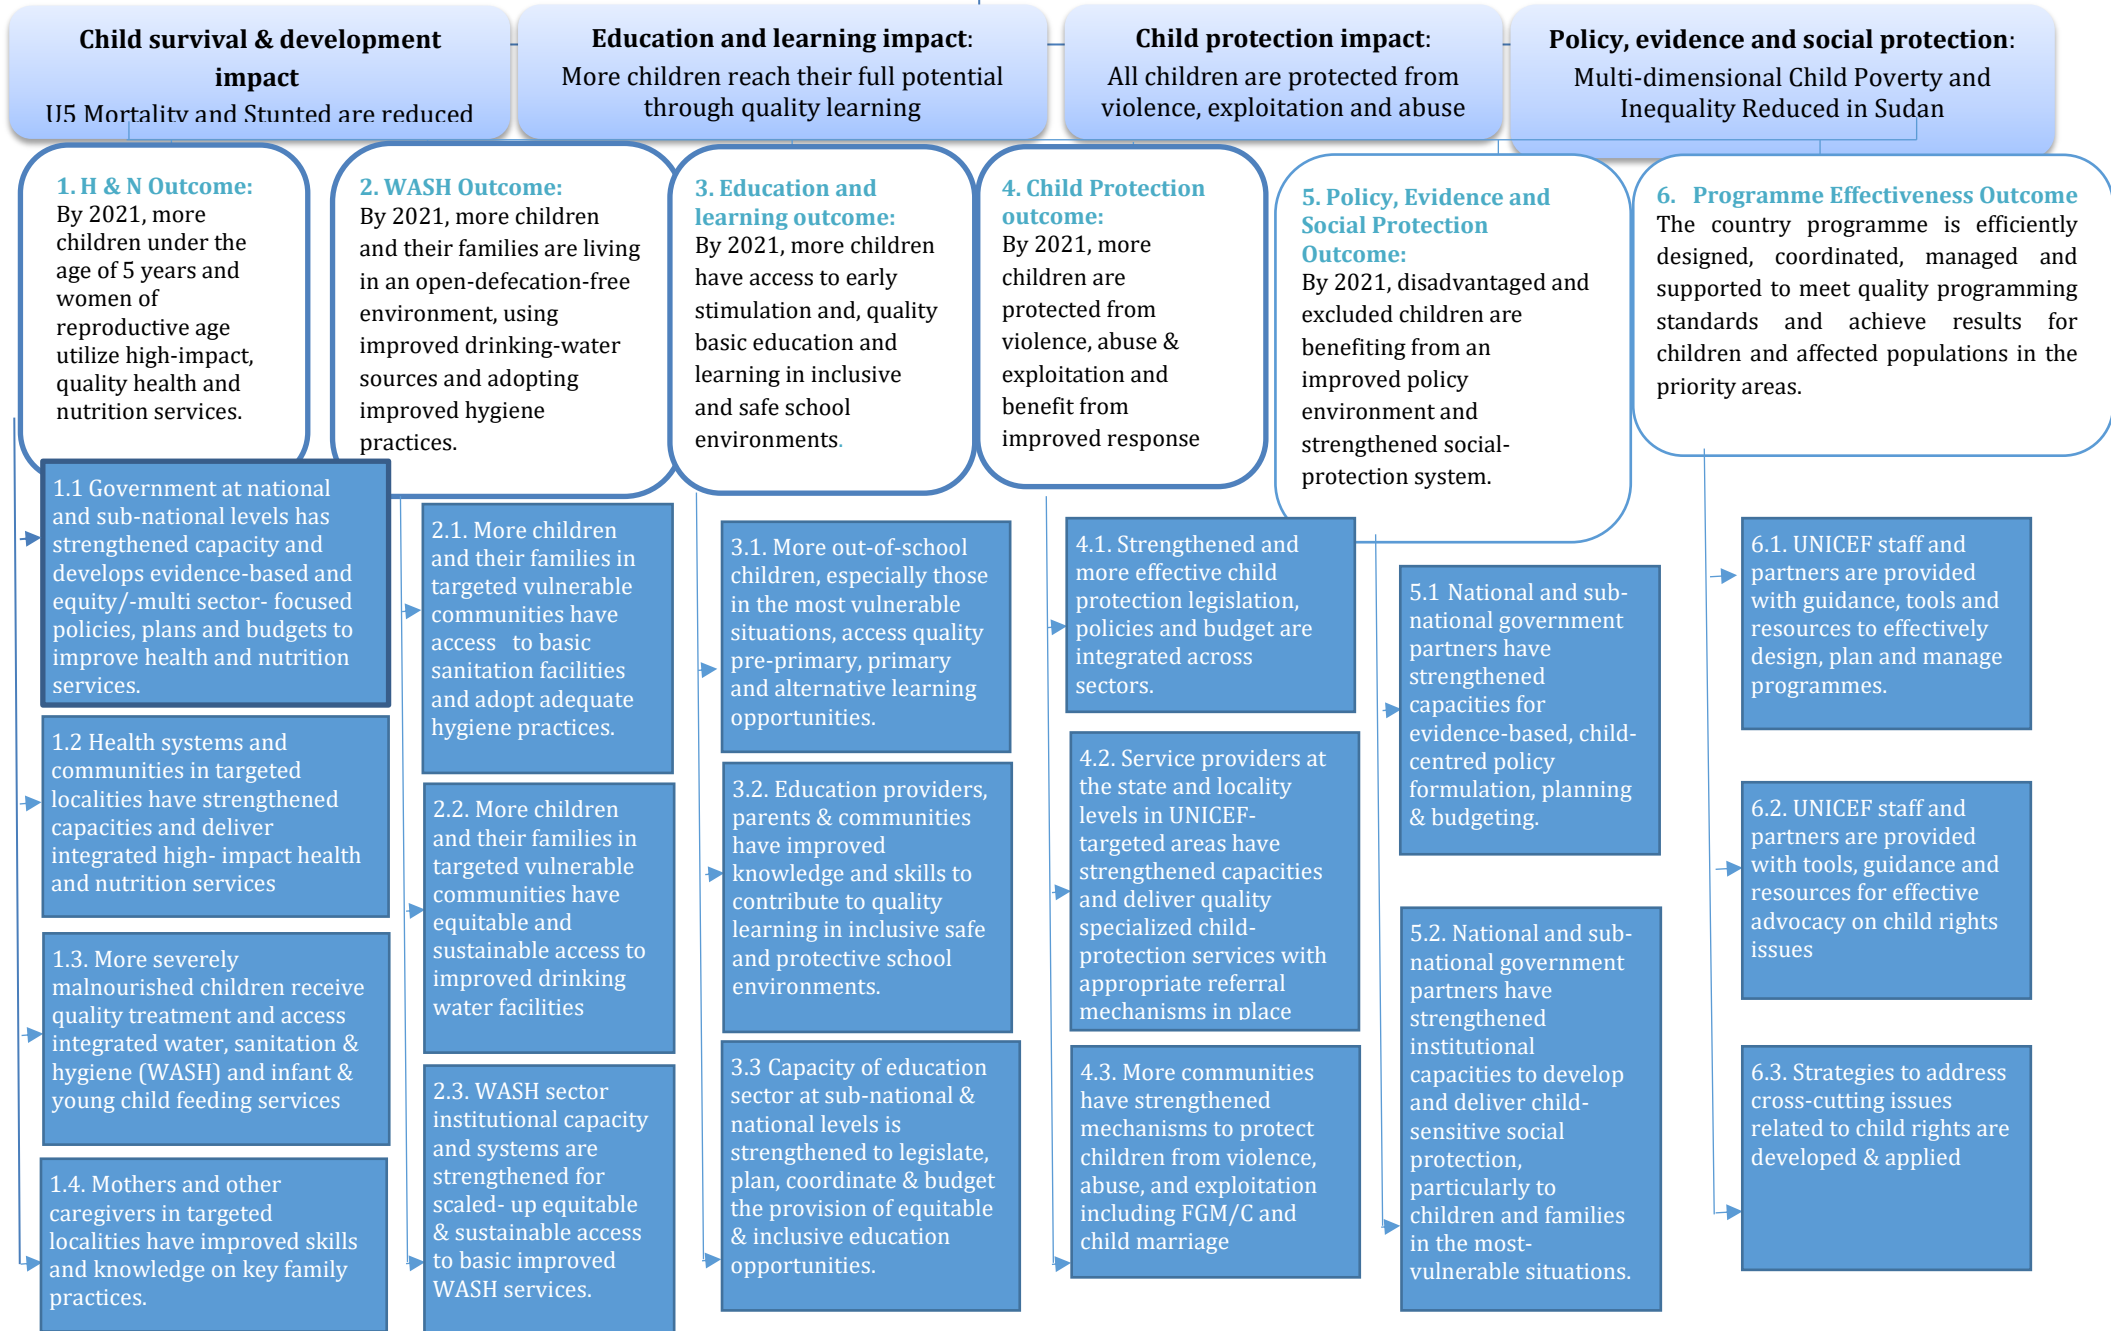 Child survival & development
impact
U5 Mortality and Stunted are reduced
Education and learning impact:
More children reach their full potential
through quality learning
Child protection impact:
All children are protected from
violence, exploitation and abuse
Policy, evidence and social protection:
Multi-dimensional Child Poverty and
Inequality Reduced in Sudan
1. H & N Outcome:
By 2021, more
children under the
age of 5 years and
women of
reproductive age
utilize high-impact,
quality health and
nutrition services.
2. WASH Outcome:
By 2021, more children
and their families are living
in an open-defecation-free
environment, using
improved drinking-water
sources and adopting
improved hygiene
practices.
3. Education and
learning outcome:
By 2021, more children
have access to early
stimulation and, quality
basic education and
learning in inclusive
and safe school
environments.
4. Child Protection
outcome:
By 2021, more
children are
protected from
violence, abuse &
exploitation and
benefit from
improved response
5. Policy, Evidence and
Social Protection
Outcome:
By 2021, disadvantaged and
excluded children are
benefiting from an
improved policy
environment and
strengthened social-
protection system.
6. Programme Effectiveness Outcome
The country programme is efficiently
designed, coordinated, managed and
supported to meet quality programming
standards and achieve results for
children and affected populations in the
priority areas.
1.1 Government at national
and sub-national levels has
strengthened capacity and
develops evidence-based and
equity/-multi sector- focused
policies, plans and budgets to
improve health and nutrition
services.
1.2 Health systems and
communities in targeted
localities have strengthened
capacities and deliver
integrated high- impact health
and nutrition services
1.3. More severely
malnourished children receive
quality treatment and access
integrated water, sanitation &
hygiene (WASH) and infant &
young child feeding services
1.4. Mothers and other
caregivers in targeted
localities have improved skills
and knowledge on key family
practices.
2.1. More children
and their families in
targeted vulnerable
communities have
access to basic
sanitation facilities
and adopt adequate
hygiene practices.
2.2. More children
and their families in
targeted vulnerable
communities have
equitable and
sustainable access to
improved drinking
water facilities
2.3. WASH sector
institutional capacity
and systems are
strengthened for
scaled- up equitable
& sustainable access
to basic improved
WASH services.
3.1. More out-of-school
children, especially those
in the most vulnerable
situations, access quality
pre-primary, primary
and alternative learning
opportunities.
3.2. Education providers,
parents & communities
have improved
knowledge and skills to
contribute to quality
learning in inclusive safe
and protective school
environments.
3.3 Capacity of education
sector at sub-national &
national levels is
strengthened to legislate,
plan, coordinate & budget
the provision of equitable
& inclusive education
opportunities.
4.1. Strengthened and
more effective child
protection legislation,
policies and budget are
integrated across
sectors.
4.2. Service providers at
the state and locality
levels in UNICEF-
targeted areas have
strengthened capacities
and deliver quality
specialized child-
protection services with
appropriate referral
mechanisms in place
4.3. More communities
have strengthened
mechanisms to protect
children from violence,
abuse, and exploitation
including FGM/C and
child marriage
5.1 National and sub-
national government
partners have
strengthened
capacities for
evidence-based, child-
centred policy
formulation, planning
& budgeting.
5.2. National and sub-
national government
partners have
strengthened
institutional
capacities to develop
and deliver child-
sensitive social
protection,
particularly to
children and families
in the most-
vulnerable situations.
6.1. UNICEF staff and
partners are provided
with guidance, tools and
resources to effectively
design, plan and manage
programmes.
6.2. UNICEF staff and
partners are provided
with tools, guidance and
resources for effective
advocacy on child rights
issues
6.3. Strategies to address
cross-cutting issues
related to child rights are
developed & applied